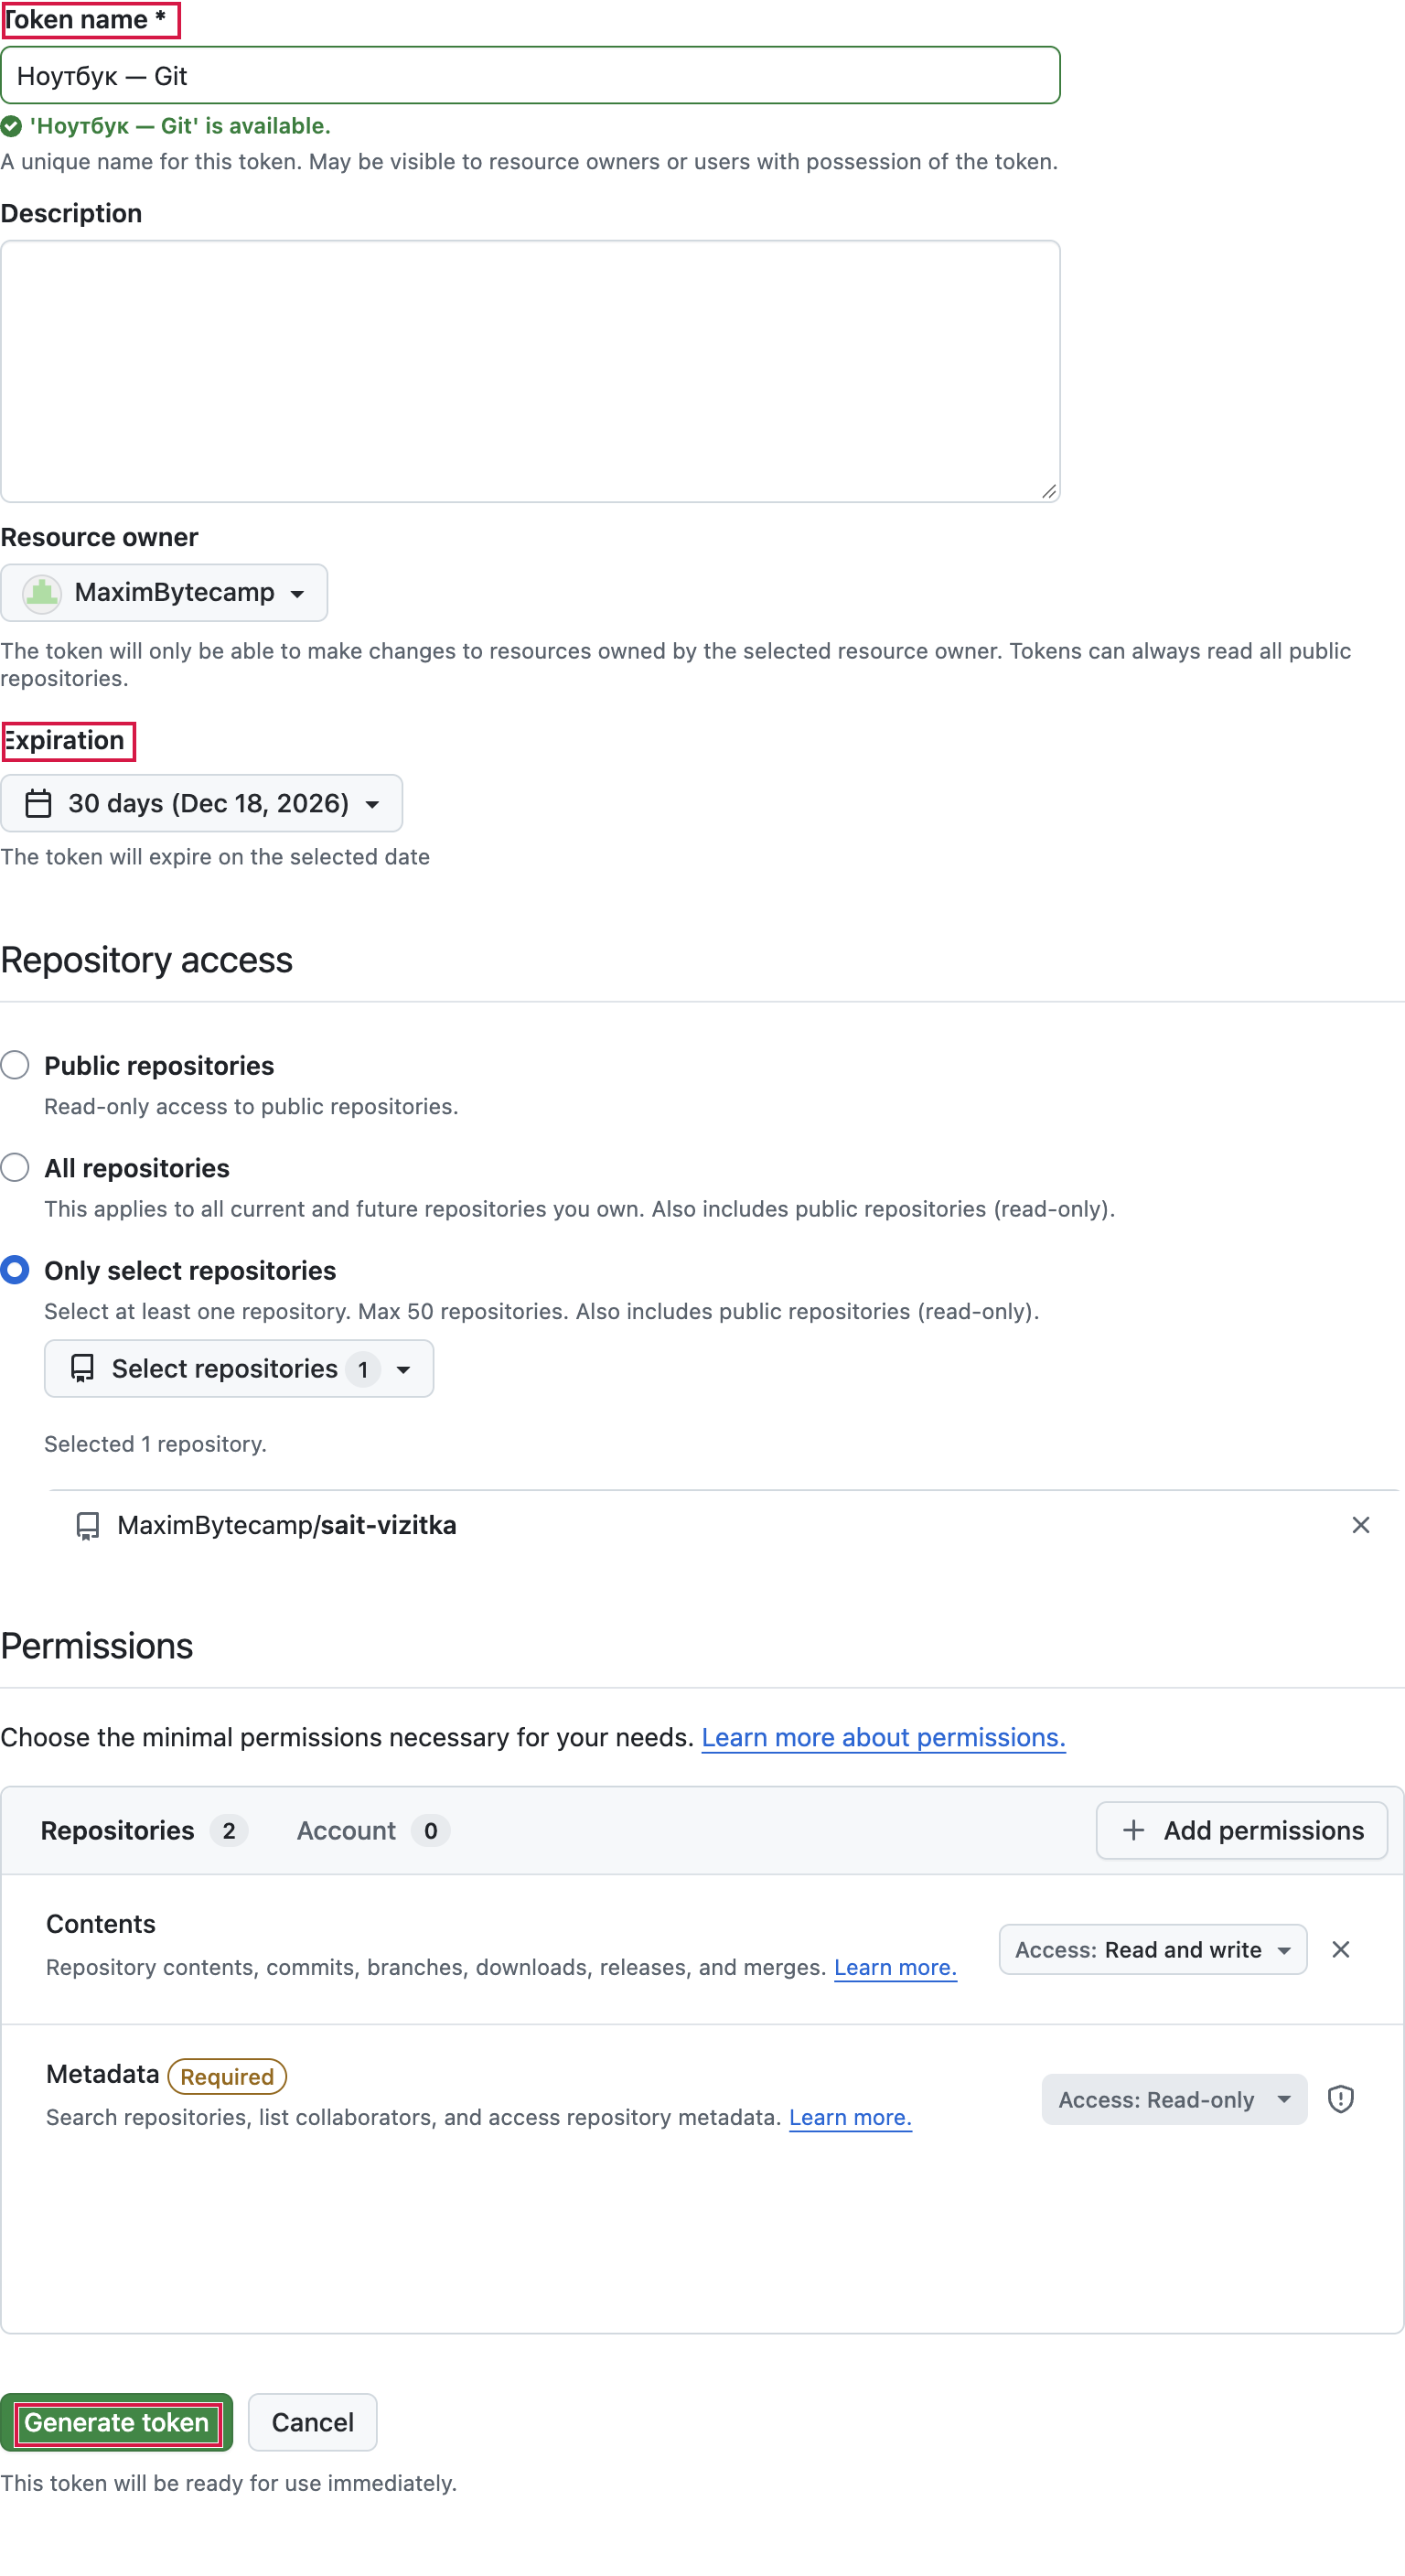 Token name *
Ноутбук — Git
'Ноутбук — Git' is available.
A unique name for this token. May be visible to resource owners or users with possession of the token.
Description
Resource owner
MaximBytecamp
The token will only be able to make changes to resources owned by the selected resource owner. Tokens can always read all public
repositories.
Expiration
30 days (Dec 18, 2026)
The token will expire on the selected date
Repository access
Public repositories
Read-only access to public repositories.
All repositories
This applies to all current and future repositories you own. Also includes public repositories (read-only).
Only select repositories
Select at least one repository. Max 50 repositories. Also includes public repositories (read-only).
Select repositories 1
Selected 1 repository.
MaximBytecamp/sait-vizitka
Permissions
Choose the minimal permissions necessary for your needs. Learn more about permissions.
Repositories 2 Account 0 Add permissions
Contents
Access: Read and write
Repository contents, commits, branches, downloads, releases, and merges. Learn more.
Metadata Required
Access: Read-only
Search repositories, list collaborators, and access repository metadata. Learn more.
Generate token Cancel
This token will be ready for use immediately.